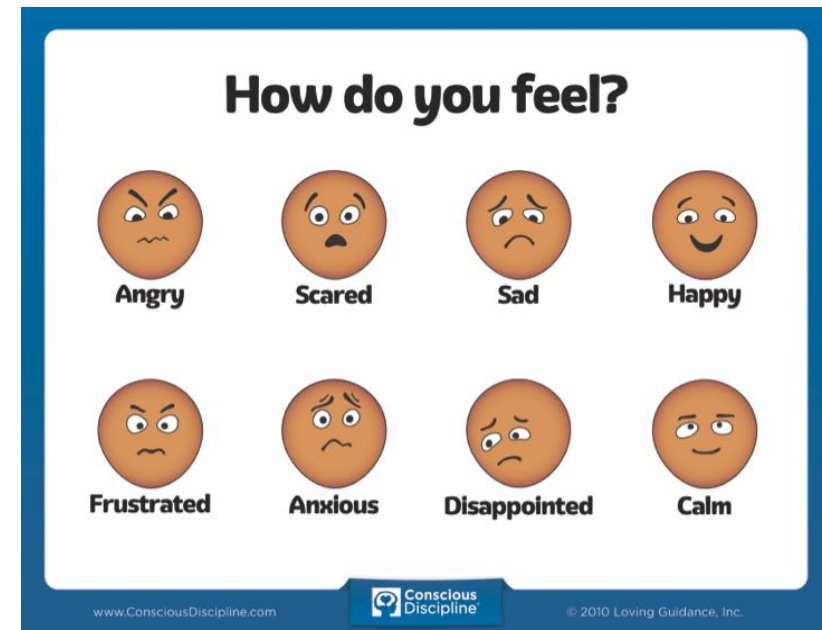 How do you feel?
Angry Scared Sad Happy
Frustrated Anxious Disappointed Calm
www.ConsciousDiscipline.com
Conscious
Discipline®
© 2010 Loving Guidance, Inc.